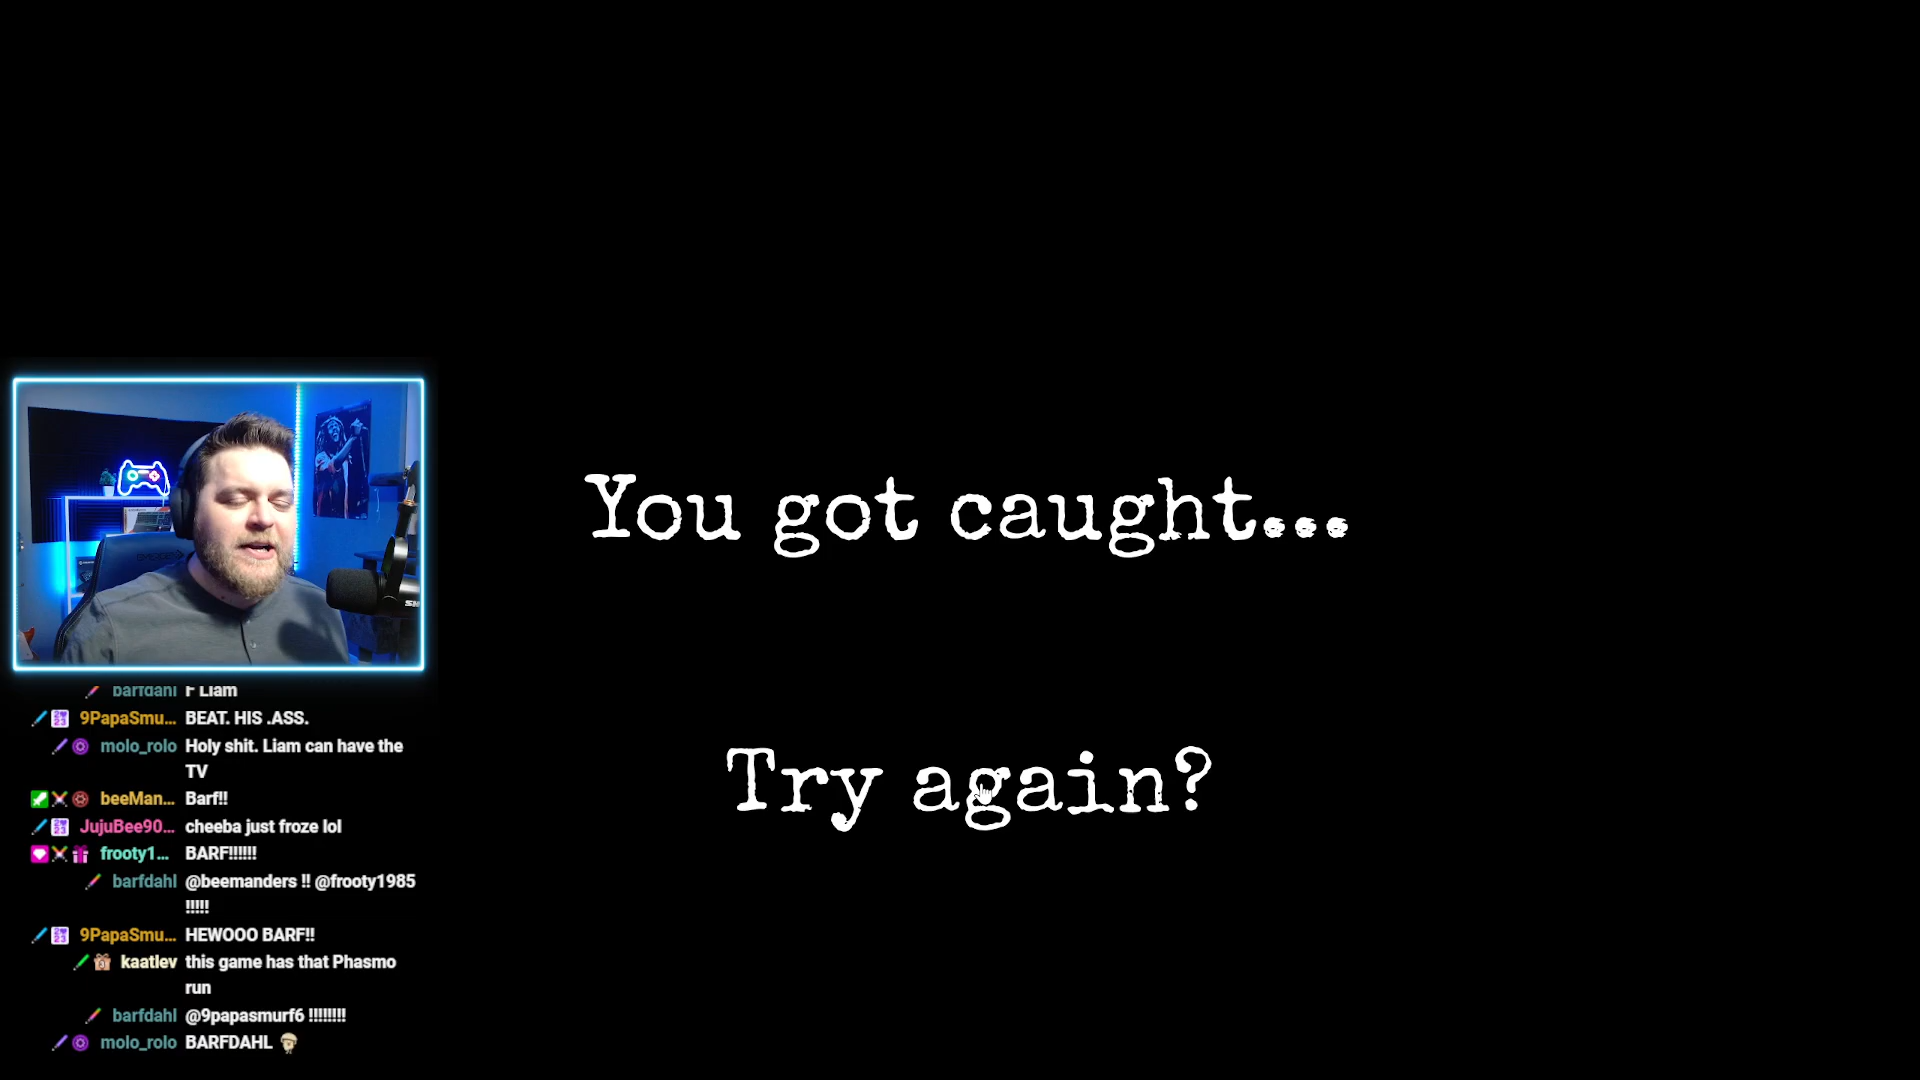 You got caught...
Try again?
barfdahl F Liam
9PapaSmu... BEAT. HIS .ASS.
molo_rolo Holy shit. Liam can have the
TV
beeMan... Barf!!
JujuBee90... cheeba just froze lol
frooty1... BARF!!!!!!
barfdahl @beemanders !! @frooty1985
!!!!!
9PapaSmu... HEWOOO BARF!!
kaatlev this game has that Phasmo
run
barfdahl @9papasmurf6 !!!!!!!!
molo_rolo BARFDAHL